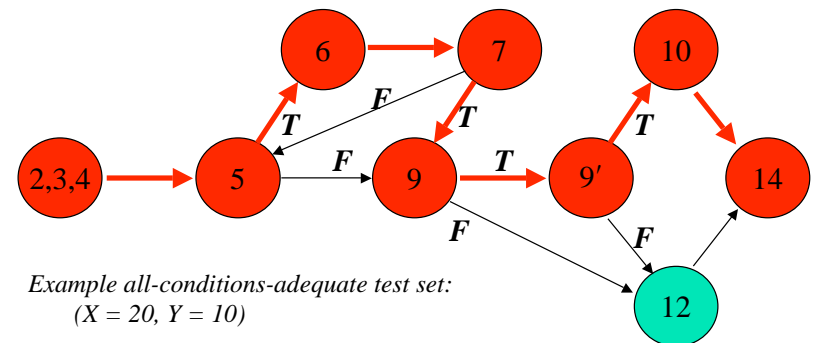 6
7
10
F
T
T
T
2,3,4
5
F
9
T
9′
14
F
F
12
Example all-conditions-adequate test set:
(X = 20, Y = 10)